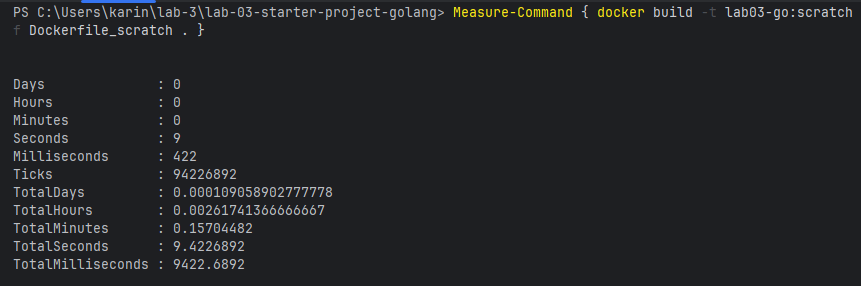 PS C:\Users\karin\lab-3\lab-03-starter-project-golang> Measure-Command { docker build -t lab03-go:scratch
f Dockerfile_scratch . }
Days              : 0
Hours             : 0
Minutes           : 0
Seconds           : 9
Milliseconds      : 422
Ticks             : 94226892
TotalDays         : 0.000109058902777778
TotalHours        : 0.00261741366666667
TotalMinutes      : 0.15704482
TotalSeconds      : 9.4226892
TotalMilliseconds : 9422.6892